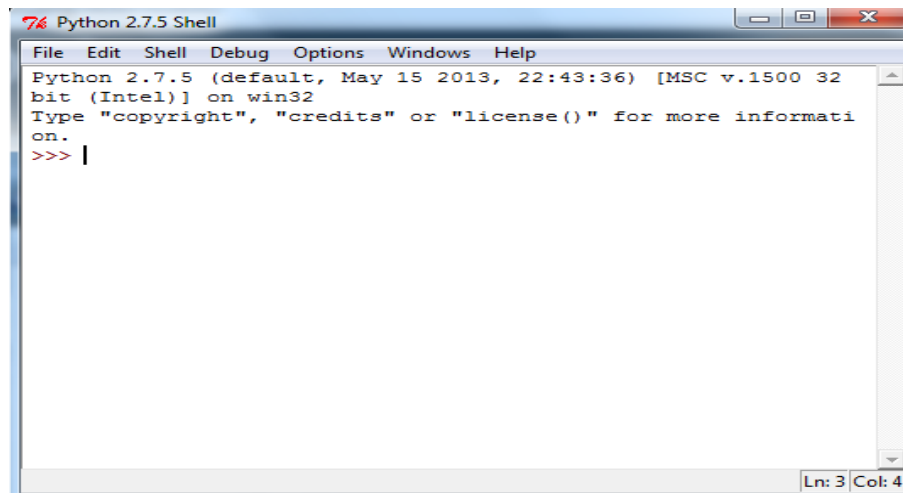 Python 2.7.5 Shell
File Edit Shell Debug Options Windows Help
Python 2.7.5 (default, May 15 2013, 22:43:36) [MSC v.1500 32
bit (Intel)] on win32
Type "copyright", "credits" or "license()" for more informati
on.
>>>
Ln: 3 Col: 4